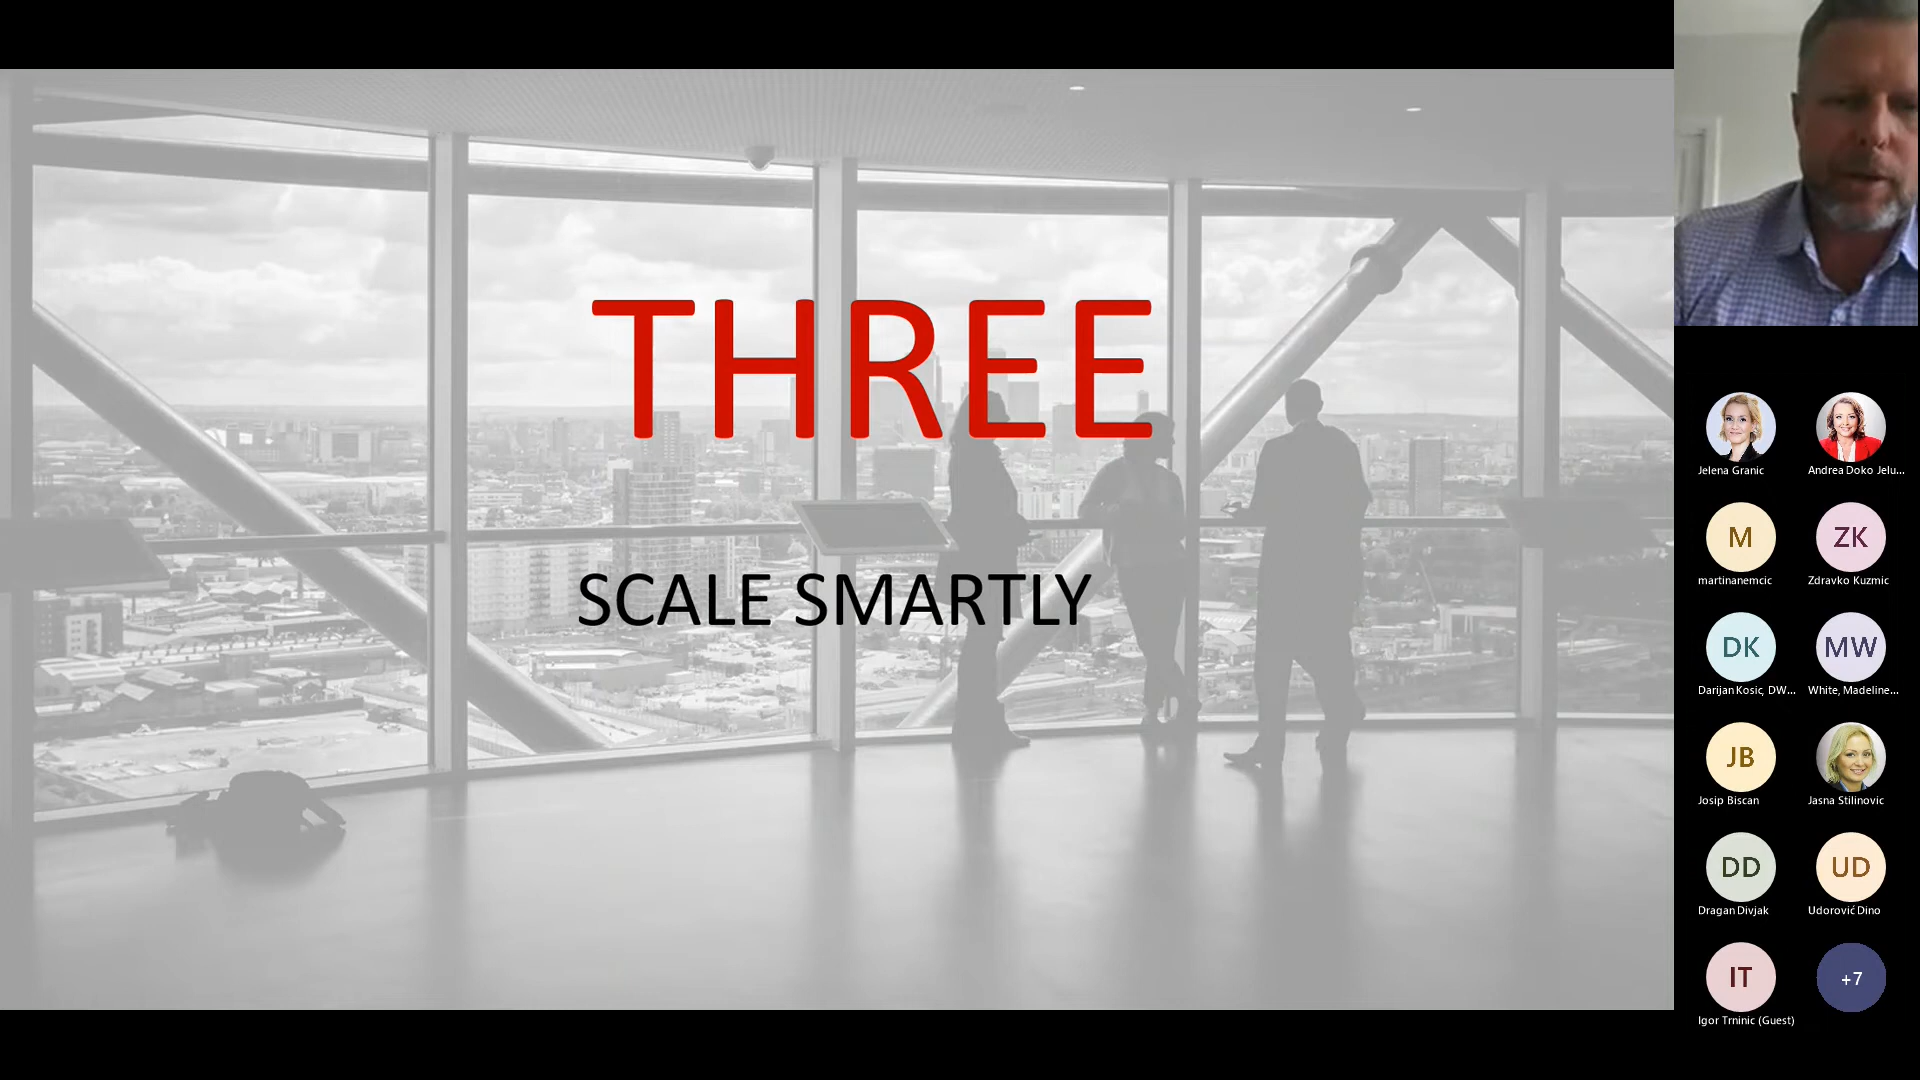 THREE
SCALE SMARTLY
Jelena Granic
Andrea Doko Jelu...
M
martinanemcic
ZK
Zdravko Kuzmic
DK
Darijan Kosic, DW...
MW
White, Madeline...
JB
Josip Biscan
Jasna Stilinovic
DD
Dragan Divjak
UD
Udorović Dino
IT
Igor Trninic (Guest)
+7